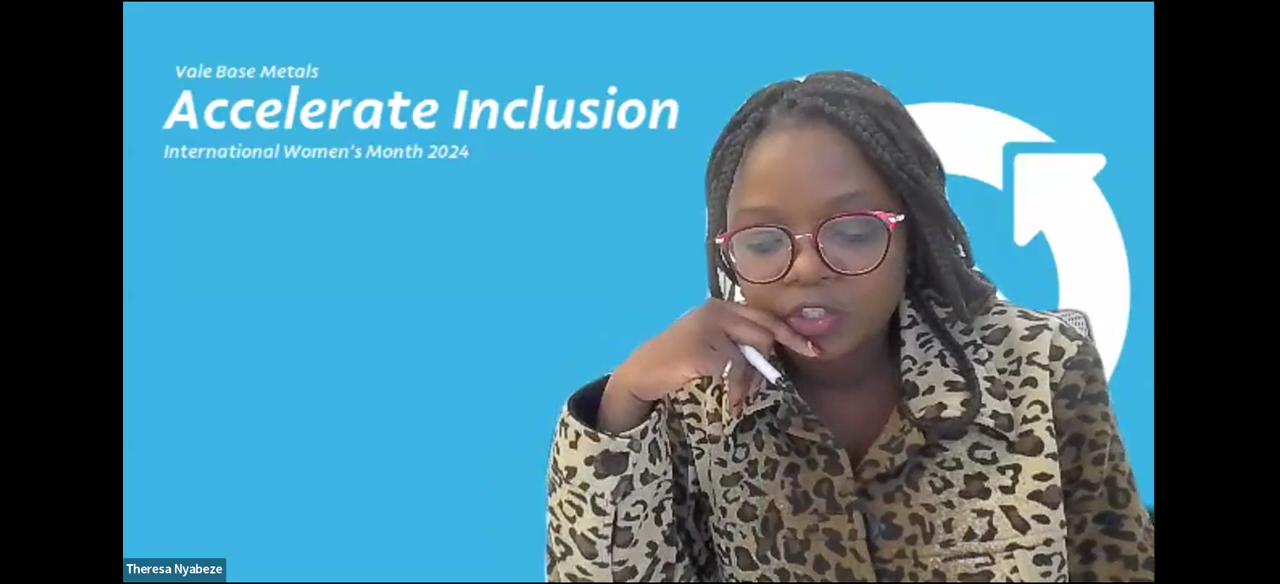 Vale Base Metals
Accelerate Inclusion
International Women's Month 2024
Theresa Nyabeze